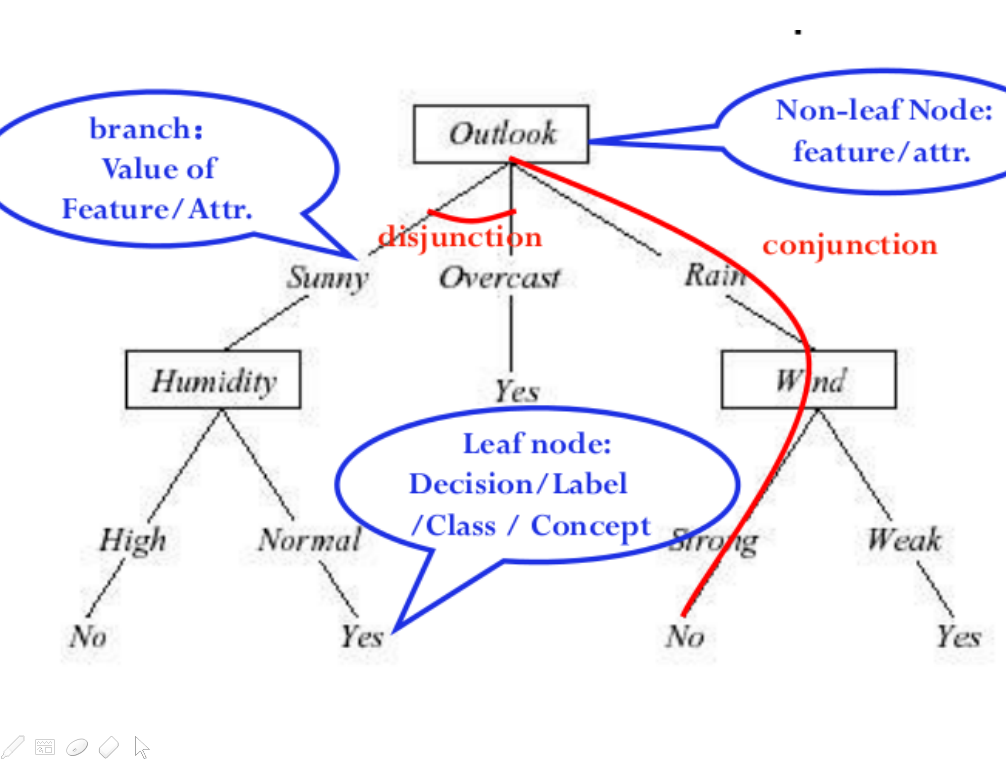 Non-leaf Node:
feature/attr.
branch:
Value of
Feature/Attr.
Outlook
disjunction
conjunction
Sunny
Overcast
Rain
Humidity
Yes
Wind
Leaf node:
Decision/Label
/Class / Concept
High
Normal
Strong
Weak
No
Yes
No
Yes